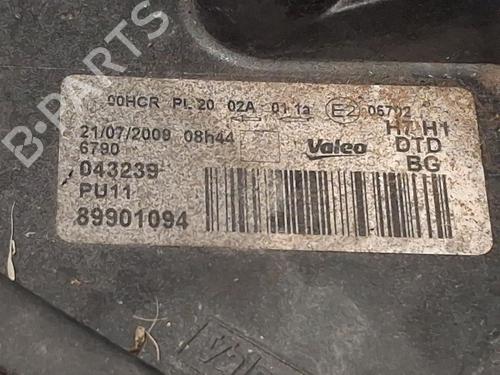 B-PARTS
00HCR PL 20 02A 01 1a E2 05702
21/07/2009 08h44
6790
Valeo
H7 H1
DTD
BG
043239
PU11
89901094